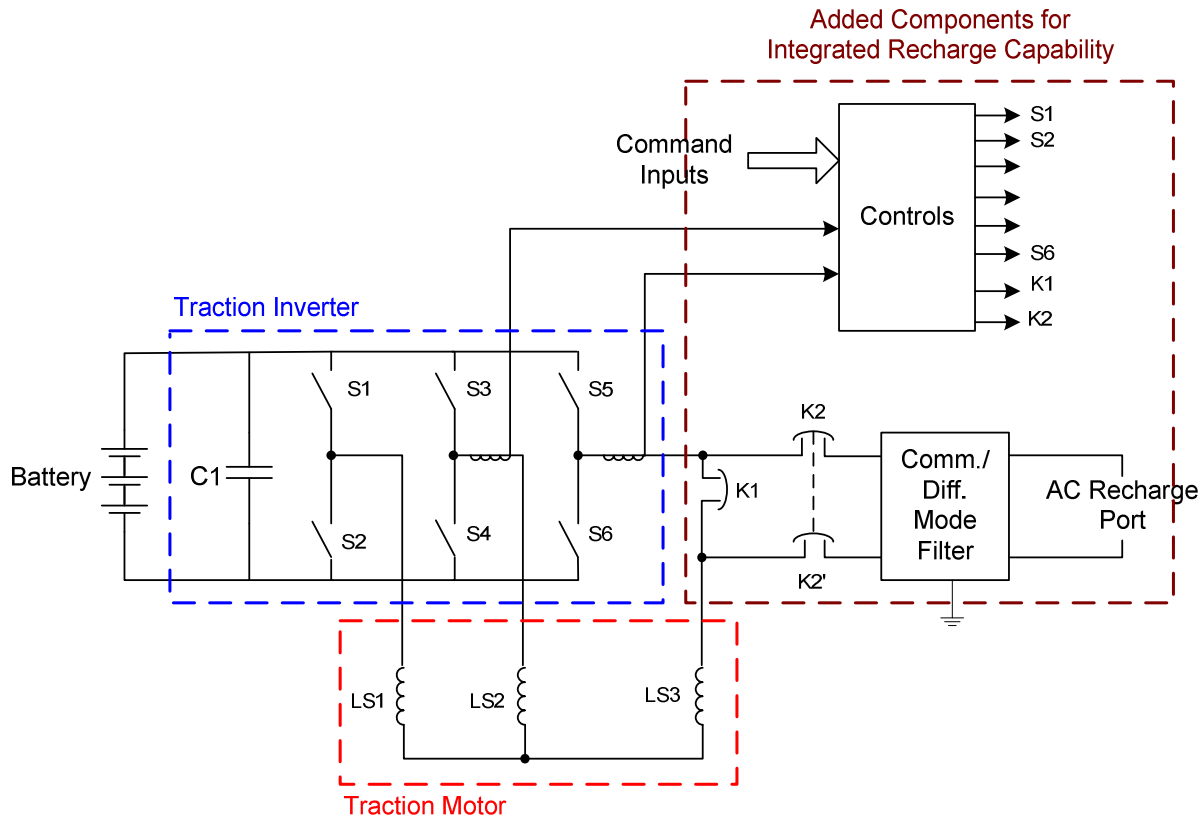 Added Components for
Integrated Recharge Capability
Command
Inputs
Controls
S1
S2
S6
K1
K2
Traction Inverter
S1
S3
S5
Battery
C1
S2
S4
S6
K2
K1
K2'
Comm./
Diff.
Mode
Filter
AC Recharge
Port
LS1
LS2
LS3
Traction Motor